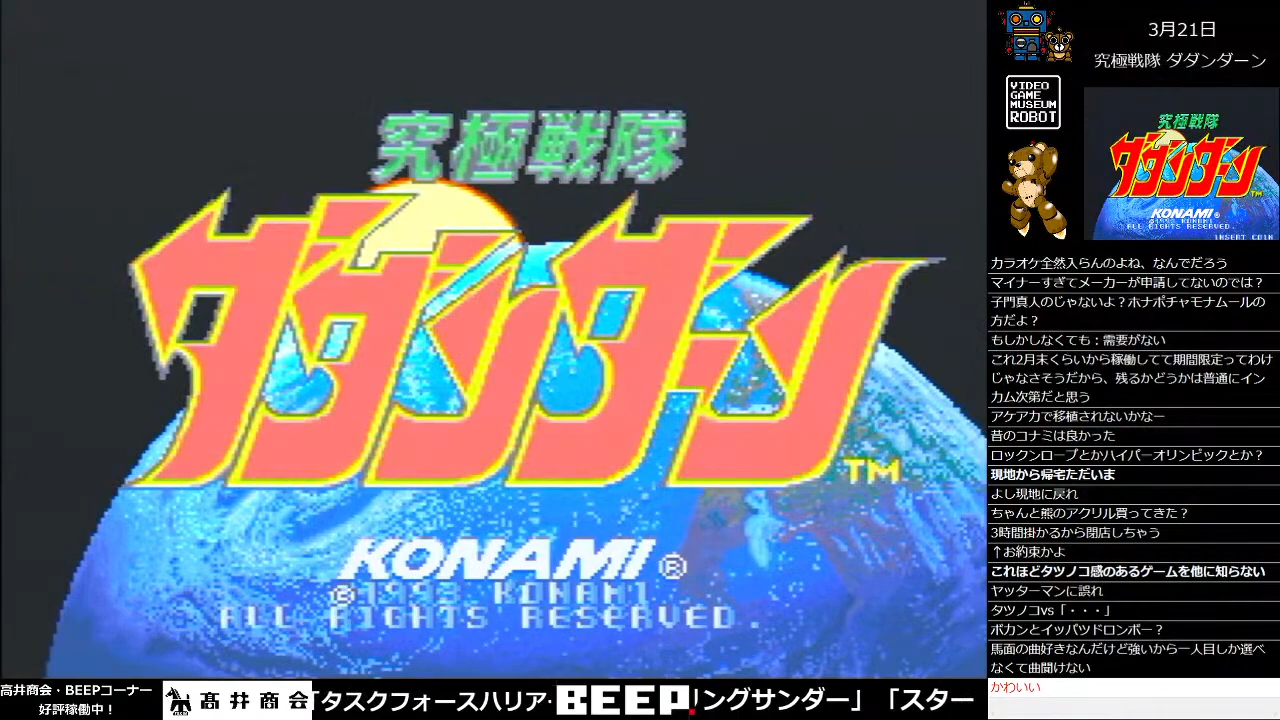 究極戦隊
ダダンダーン
TM
KONAMI®
© 1993 KONAMI
ALL RIGHTS RESERVED.
3月21日
究極戦隊 ダダンダーン
VIDEO
GAME
MUSEUM
ROBOT
究極戦隊
ダダンダーン
TM
KONAMI®
© 1993 KONAMI
ALL RIGHTS RESERVED.
INSERT COIN
カラオケ全然入らんのよね、なんでだろう
マイナーすぎてメーカーが申請してないのでは？
子門真人のじゃないよ？ホナポチャモナムールの
方だよ？
もしかしなくても：需要がない
これ2月末くらいから稼働してて期間限定ってわけ
じゃなさそうだから、残るかどうかは普通にイン
カム次第だと思う
アケアカで移植されないかなー
昔のコナミは良かった
ロックンロープとかハイパーオリンピックとか？
現地から帰宅ただいま
よし現地に戻れ
ちゃんと熊のアクリル買ってきた？
3時間掛かるから閉店しちゃう
↑お約束かよ
これほどタツノコ感のあるゲームを他に知らない
ヤッターマンに誤れ
タツノコvs「・・・」
ボカンとイッパツドロンボー？
馬面の曲好きなんだけど強いから一人目しか選べ
なくて曲聞けない
かわいい
高井商会・BEEPコーナー
好評稼働中！
髙井商会
「タスクフォースハリア・
BEEP.
リングサンダー」「スター